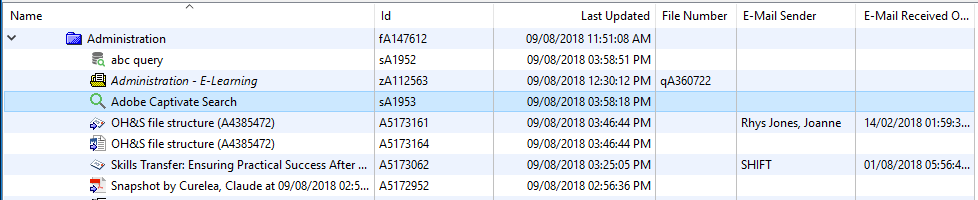 Name Id Last Updated File Number E-Mail Sender E-Mail Received O...
Administration fA147612 09/08/2018 11:51:08 AM
abc query sA1952 09/08/2018 03:58:51 PM
Administration - E-Learning zA112563 09/08/2018 12:30:12 PM qA360722
Adobe Captivate Search sA1953 09/08/2018 03:58:18 PM
OH&S file structure (A4385472) A5173161 09/08/2018 03:46:44 PM Rhys Jones, Joanne 14/02/2018 01:59:3...
OH&S file structure (A4385472) A5173164 09/08/2018 03:46:44 PM
Skills Transfer: Ensuring Practical Success After ... A5173062 09/08/2018 03:25:05 PM SHIFT 01/08/2018 05:56:4...
Snapshot by Curelea, Claude at 09/08/2018 02:5... A5172952 09/08/2018 02:56:36 PM